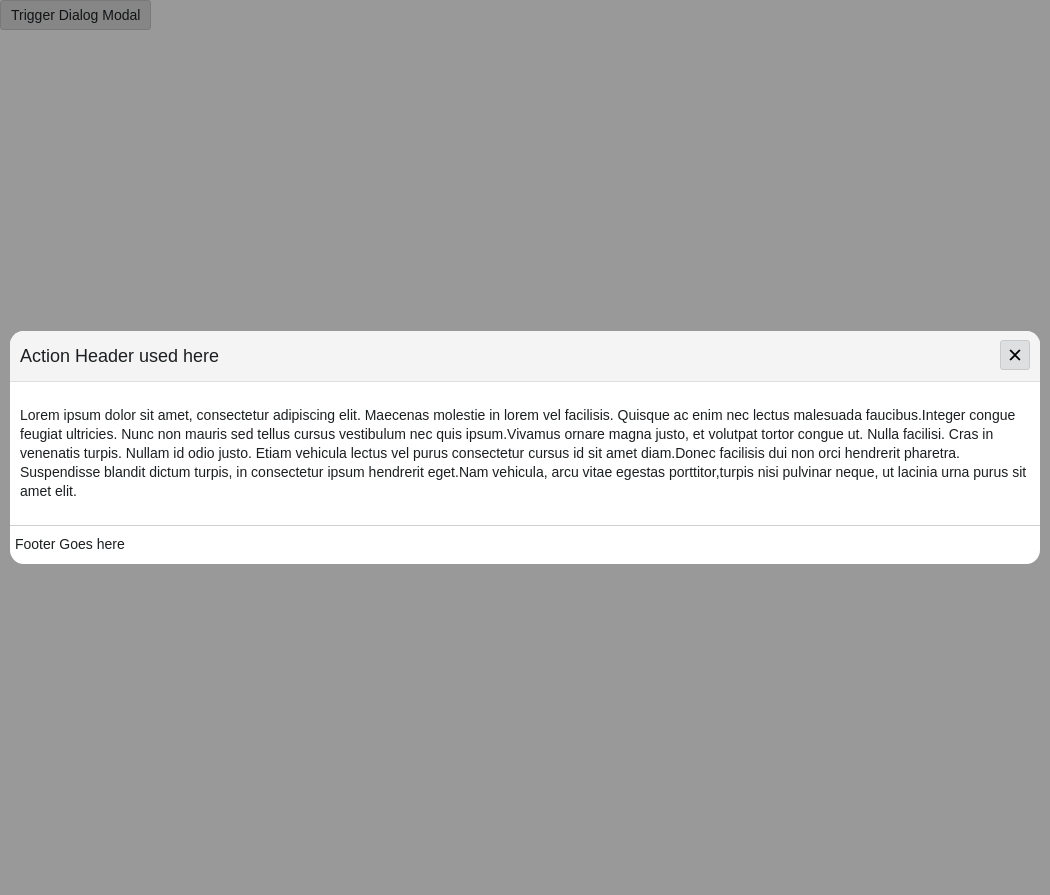 Trigger Dialog Modal
Action Header used here
Lorem ipsum dolor sit amet, consectetur adipiscing elit. Maecenas molestie in lorem vel facilisis. Quisque ac enim nec lectus malesuada faucibus.Integer congue
feugiat ultricies. Nunc non mauris sed tellus cursus vestibulum nec quis ipsum.Vivamus ornare magna justo, et volutpat tortor congue ut. Nulla facilisi. Cras in
venenatis turpis. Nullam id odio justo. Etiam vehicula lectus vel purus consectetur cursus id sit amet diam.Donec facilisis dui non orci hendrerit pharetra.
Suspendisse blandit dictum turpis, in consectetur ipsum hendrerit eget.Nam vehicula, arcu vitae egestas porttitor,turpis nisi pulvinar neque, ut lacinia urna purus sit
amet elit.
Footer Goes here